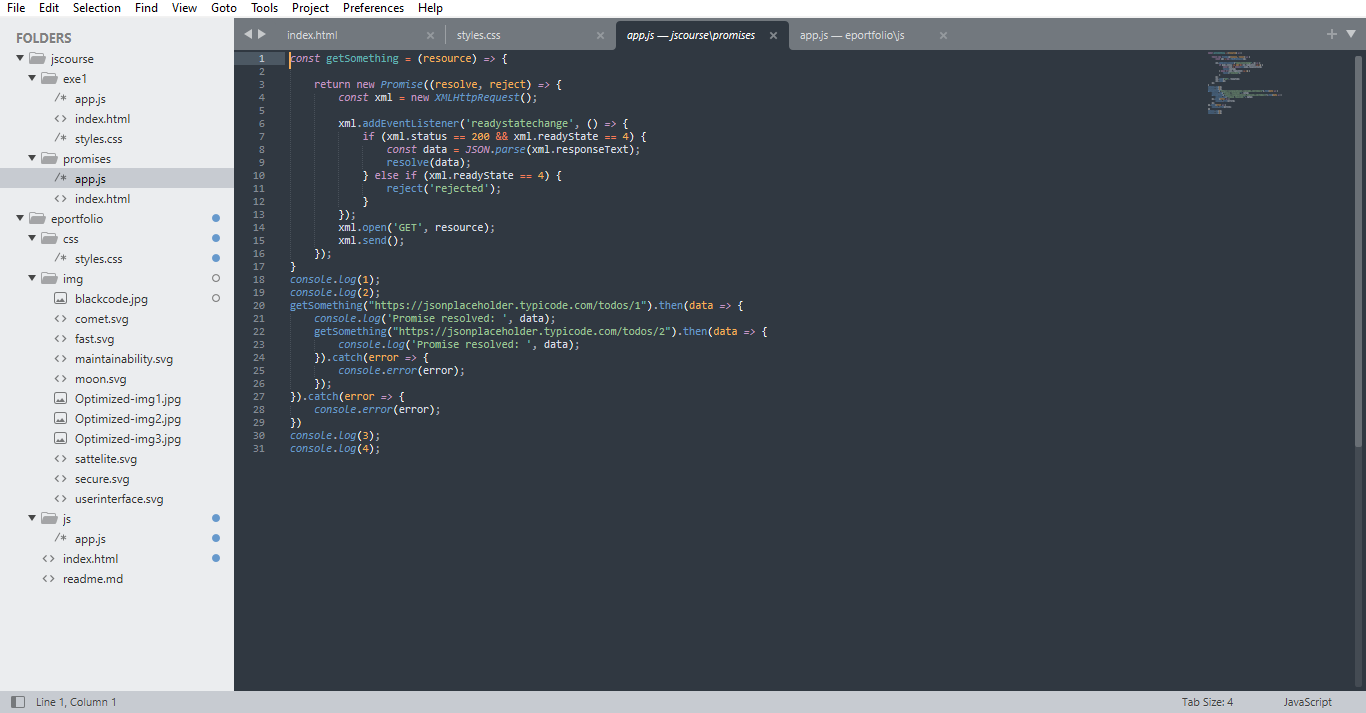 File Edit Selection Find View Goto Tools Project Preferences Help
FOLDERS
jscourse
exe1
/* app.js
<> index.html
/* styles.css
promises
/* app.js
<> index.html
eportfolio
css
/* styles.css
img
blackcode.jpg
<> comet.svg
<> fast.svg
<> maintainability.svg
<> moon.svg
Optimized-img1.jpg
Optimized-img2.jpg
Optimized-img3.jpg
<> sattelite.svg
<> secure.svg
<> userinterface.svg
js
/* app.js
<> index.html
<> readme.md
index.html × styles.css × app.js — jscourse\promises × app.js — eportfolio\js ×
1 const getSomething = (resource) => {
2
3     return new Promise((resolve, reject) => {
4         const xml = new XMLHttpRequest();
5
6         xml.addEventListener('readystatechange', () => {
7             if (xml.status == 200 && xml.readyState == 4) {
8                 const data = JSON.parse(xml.responseText);
9                 resolve(data);
10             } else if (xml.readyState == 4) {
11                 reject('rejected');
12             }
13         });
14         xml.open('GET', resource);
15         xml.send();
16     });
17 }
18 console.log(1);
19 console.log(2);
20 getSomething("https://jsonplaceholder.typicode.com/todos/1").then(data => {
21     console.log('Promise resolved: ', data);
22     getSomething("https://jsonplaceholder.typicode.com/todos/2").then(data => {
23         console.log('Promise resolved: ', data);
24     }).catch(error => {
25         console.error(error);
26     });
27 }).catch(error => {
28     console.error(error);
29 })
30 console.log(3);
31 console.log(4);
Line 1, Column 1 Tab Size: 4 JavaScript